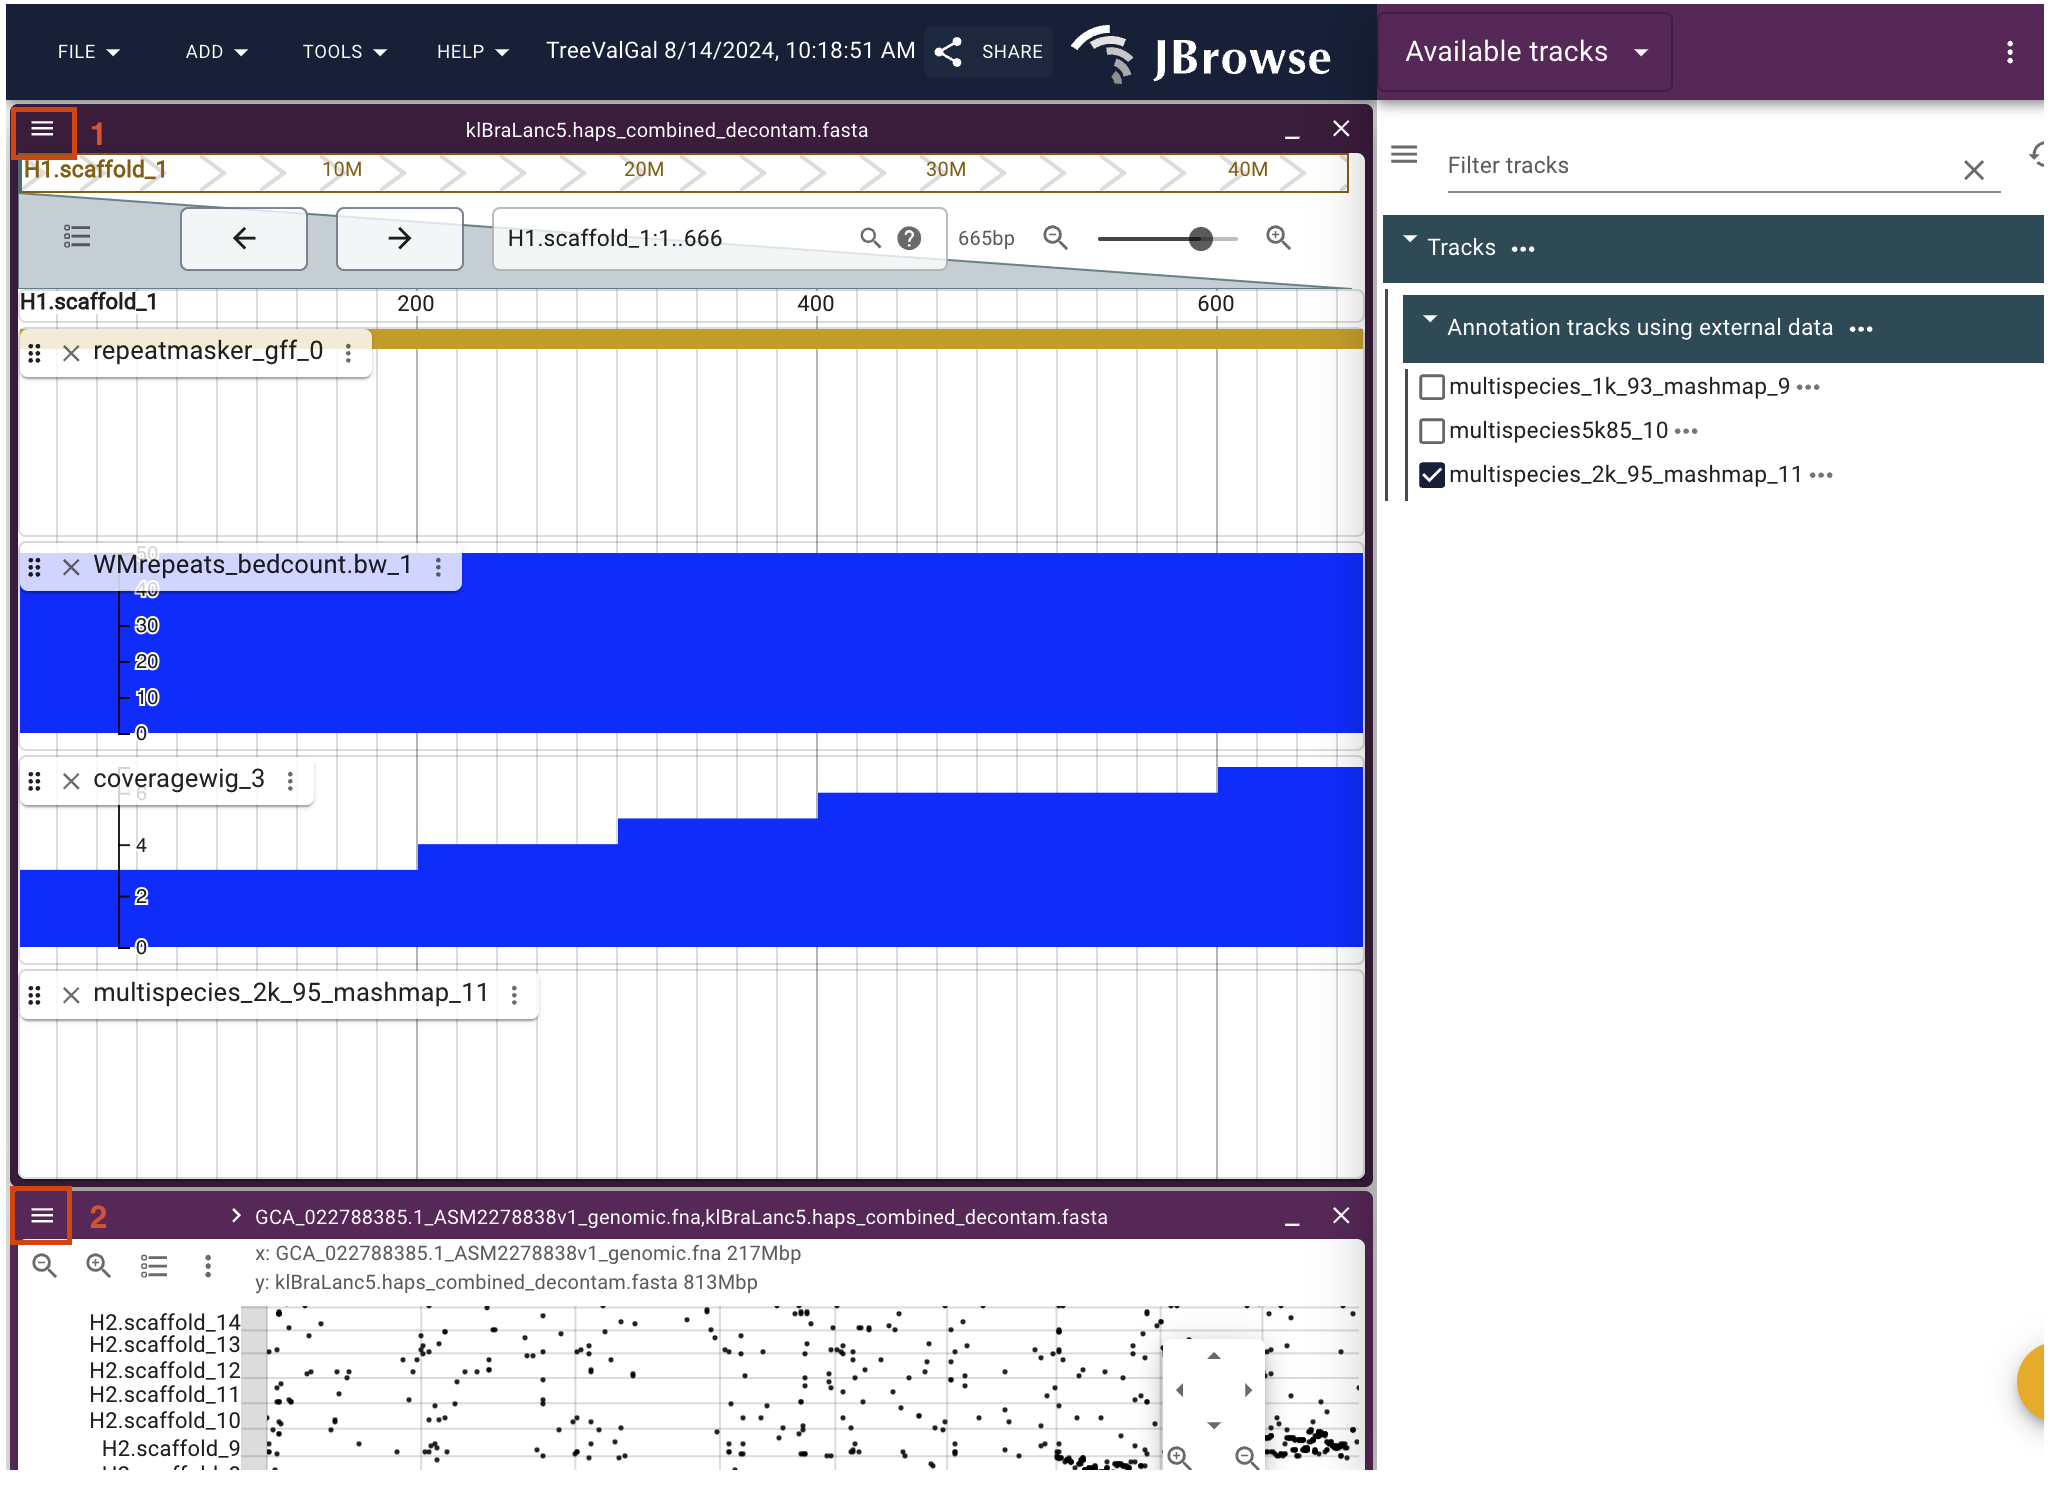 FILE ADD TOOLS HELP TreeValGal 8/14/2024, 10:18:51 AM SHARE JBrowse
Available tracks
1
klBraLanc5.haps_combined_decontam.fasta
H1.scaffold_1 10M 20M 30M 40M
H1.scaffold_1:1..666 ? 665bp
H1.scaffold_1 200 400 600
repeatmasker_gff_0
50
WMrepeats_bedcount.bw_1
40
30
20
10
0
coveragewig_3
6
4
2
0
multispecies_2k_95_mashmap_11
2
GCA_022788385.1_ASM2278838v1_genomic.fna,klBraLanc5.haps_combined_decontam.fasta
x: GCA_022788385.1_ASM2278838v1_genomic.fna 217Mbp
y: klBraLanc5.haps_combined_decontam.fasta 813Mbp
H2.scaffold_14
H2.scaffold_13
H2.scaffold_12
H2.scaffold_11
H2.scaffold_10
H2.scaffold_9
Filter tracks
Tracks
Annotation tracks using external data
multispecies_1k_93_mashmap_9
multispecies5k85_10
multispecies_2k_95_mashmap_11